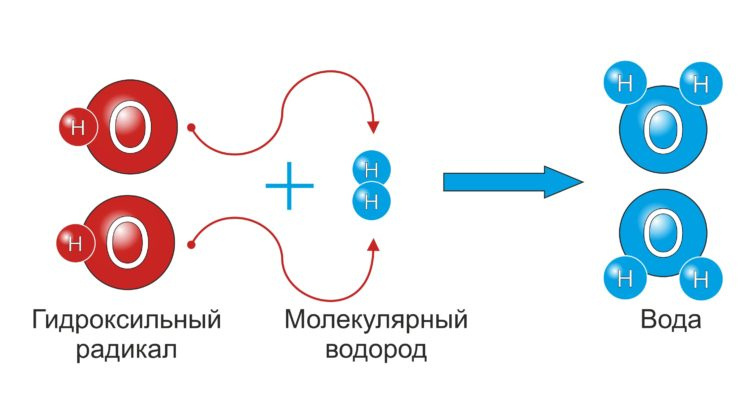 H O
H O
+
H
H
H H
O
O
H H
Гидроксильный
радикал
Молекулярный
водород
Вода